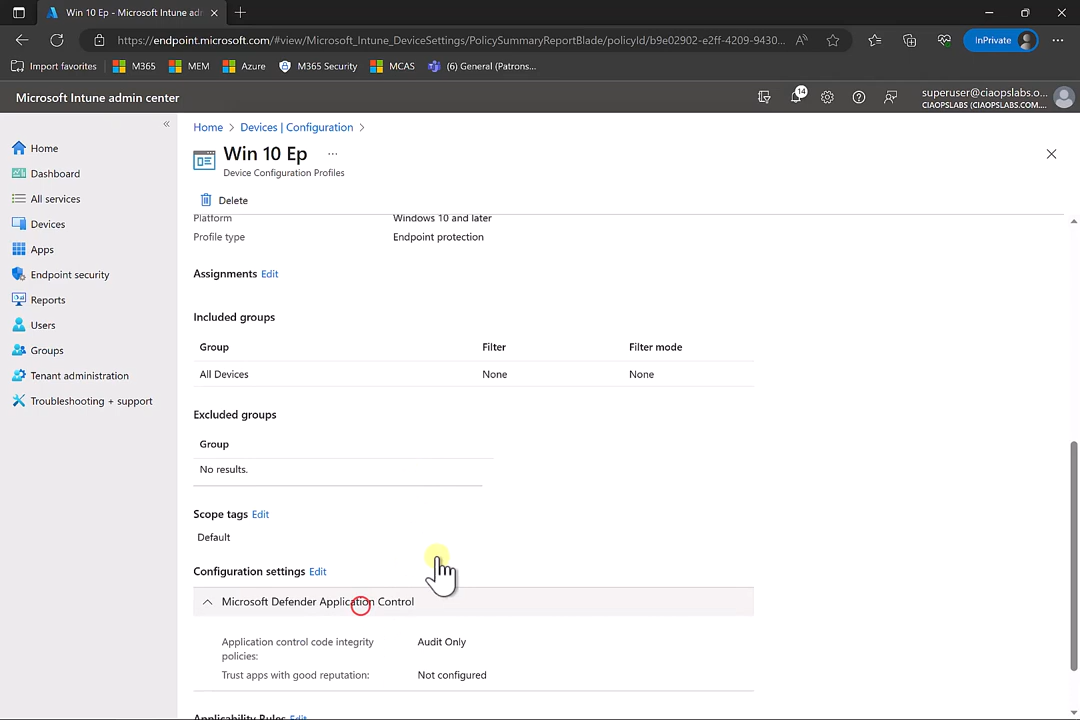 Win 10 Ep - Microsoft Intune adn
https://endpoint.microsoft.com/#view/Microsoft_Intune_DeviceSettings/PolicySummaryReportBlade/policyId/b9e02902-e2ff-4209-9430...
InPrivate
Import favorites
M365
MEM
Azure
M365 Security
MCAS
(6) General (Patrons...
Microsoft Intune admin center
14
superuser@ciaopslabs.o...
CIAOPSLABS (CIAOPSLABS.COM....
Home
Dashboard
All services
Devices
Apps
Endpoint security
Reports
Users
Groups
Tenant administration
Troubleshooting + support
Home > Devices | Configuration >
Win 10 Ep ...
Device Configuration Profiles
Delete
Platform Windows 10 and later
Profile type Endpoint protection
Assignments Edit
Included groups
Group Filter Filter mode
All Devices None None
Excluded groups
Group
No results.
Scope tags Edit
Default
Configuration settings Edit
Microsoft Defender Application Control
Application control code integrity policies: Audit Only
Trust apps with good reputation: Not configured
Applicability Rules Edit